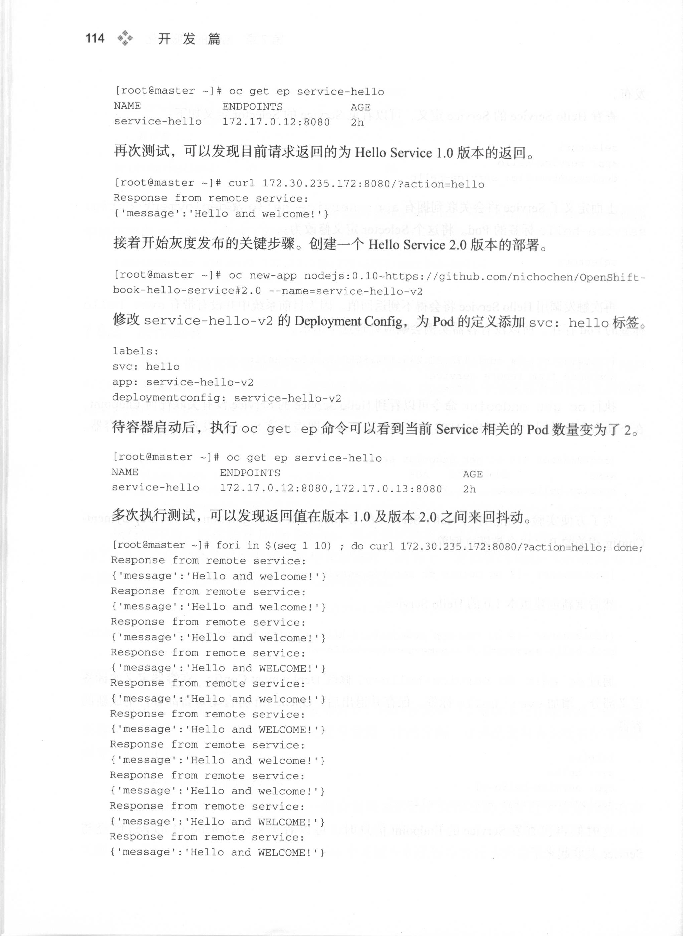 114 开发篇
[root@master ~]# oc get ep service-hello
NAME ENDPOINTS AGE
service-hello 172.17.0.12:8080 2h
再次测试，可以发现目前请求返回的为 Hello Service 1.0 版本的返回。
[root@master ~]# curl 172.30.235.172:8080/?action=hello
Response from remote service:
{'message':'Hello and welcome!'}
接着开始灰度发布的关键步骤。创建一个 Hello Service 2.0 版本的部署。
[root@master ~]# oc new-app nodejs:0.10~https://github.com/nichochen/OpenShift-
book-hello-service#2.0 --name=service-hello-v2
修改 service-hello-v2 的 Deployment Config，为 Pod 的定义添加 svc: hello 标签。
labels:
svc: hello
app: service-hello-v2
deploymentconfig: service-hello-v2
待容器启动后，执行 oc get ep 命令可以看到当前 Service 相关的 Pod 数量变为了 2。
[root@master ~]# oc get ep service-hello
NAME ENDPOINTS AGE
service-hello 172.17.0.12:8080,172.17.0.13:8080 2h
多次执行测试，可以发现返回值在版本 1.0 及版本 2.0 之间来回抖动。
[root@master ~]# fori in $(seq 1 10) ; do curl 172.30.235.172:8080/?action=hello; done;
Response from remote service:
{'message':'Hello and welcome!'}
Response from remote service:
{'message':'Hello and welcome!'}
Response from remote service:
{'message':'Hello and welcome!'}
Response from remote service:
{'message':'Hello and WELCOME!'}
Response from remote service:
{'message':'Hello and welcome!'}
Response from remote service:
{'message':'Hello and WELCOME!'}
Response from remote service:
{'message':'Hello and welcome!'}
Response from remote service:
{'message':'Hello and welcome!'}
Response from remote service:
{'message':'Hello and WELCOME!'}
Response from remote service:
{'message':'Hello and WELCOME!'}